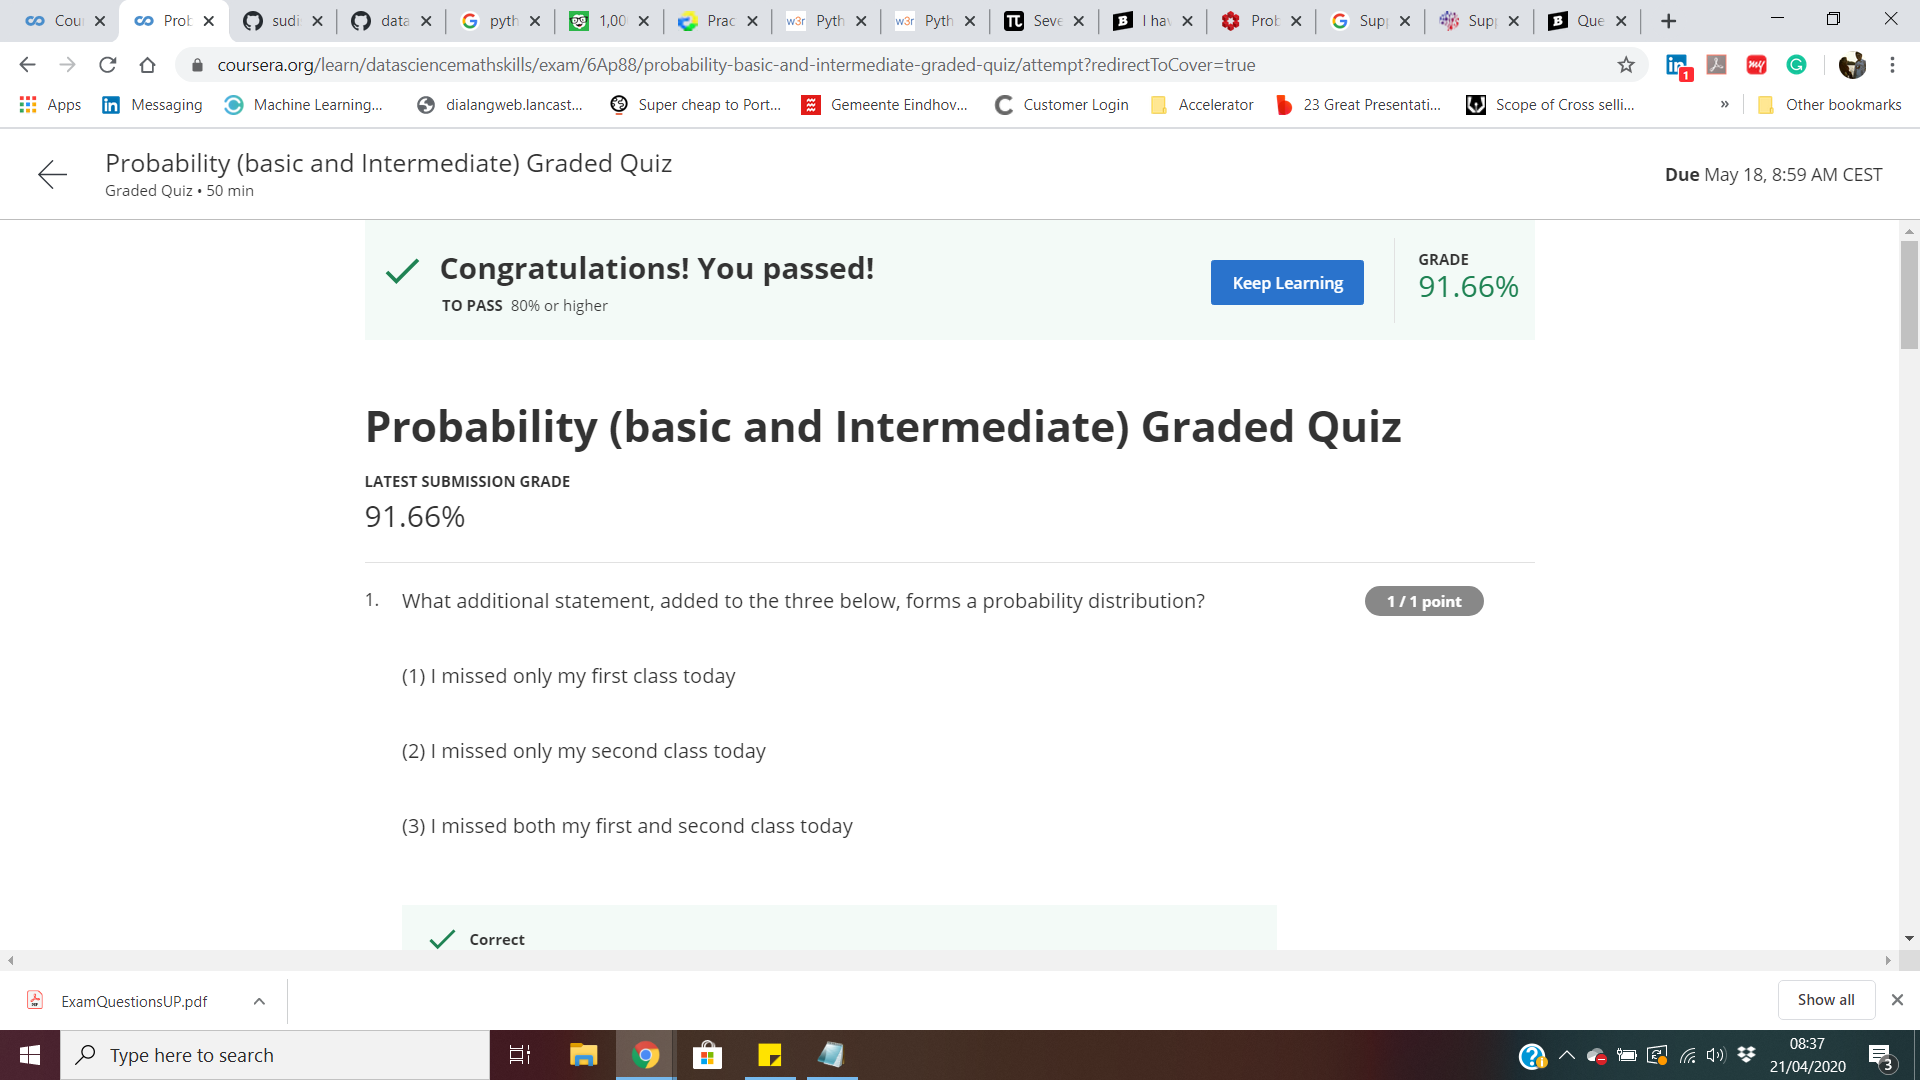 Cour Prob sudi data pyth 1,00 Prac w3r Pyth w3r Pyth Seve I hav Prob Supp Supp Que
coursera.org/learn/datasciencemathskills/exam/6Ap88/probability-basic-and-intermediate-graded-quiz/attempt?redirectToCover=true
Apps Messaging Machine Learning... dialangweb.lancast... Super cheap to Port... Gemeente Eindhov... Customer Login Accelerator 23 Great Presentati... Scope of Cross selli... » Other bookmarks
Probability (basic and Intermediate) Graded Quiz
Graded Quiz • 50 min
Due May 18, 8:59 AM CEST
Congratulations! You passed!
TO PASS 80% or higher
Keep Learning
GRADE
91.66%
Probability (basic and Intermediate) Graded Quiz
LATEST SUBMISSION GRADE
91.66%
1. What additional statement, added to the three below, forms a probability distribution?
1 / 1 point
(1) I missed only my first class today
(2) I missed only my second class today
(3) I missed both my first and second class today
Correct
ExamQuestionsUP.pdf
Show all
Type here to search
08:37
21/04/2020
3